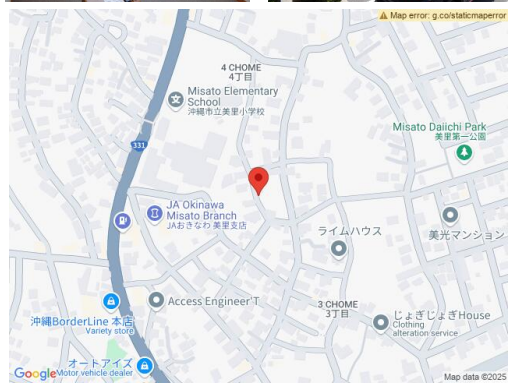 Map error: g.co/staticmaperror
4 CHOME
4丁目
Misato Elementary
School
沖縄市立美里小学校
Misato Daiichi Park
美里第一公園
331
JA Okinawa
Misato Branch
JAおきなわ 美里支店
ライムハウス
美光マンション
Access Engineer T
3 CHOME
3丁目
じょぎじょぎHouse
Clothing
alteration service
沖縄BorderLine 本店
Variety store
オートアイズ
Motor vehicle dealer
Google
Map data ©2025